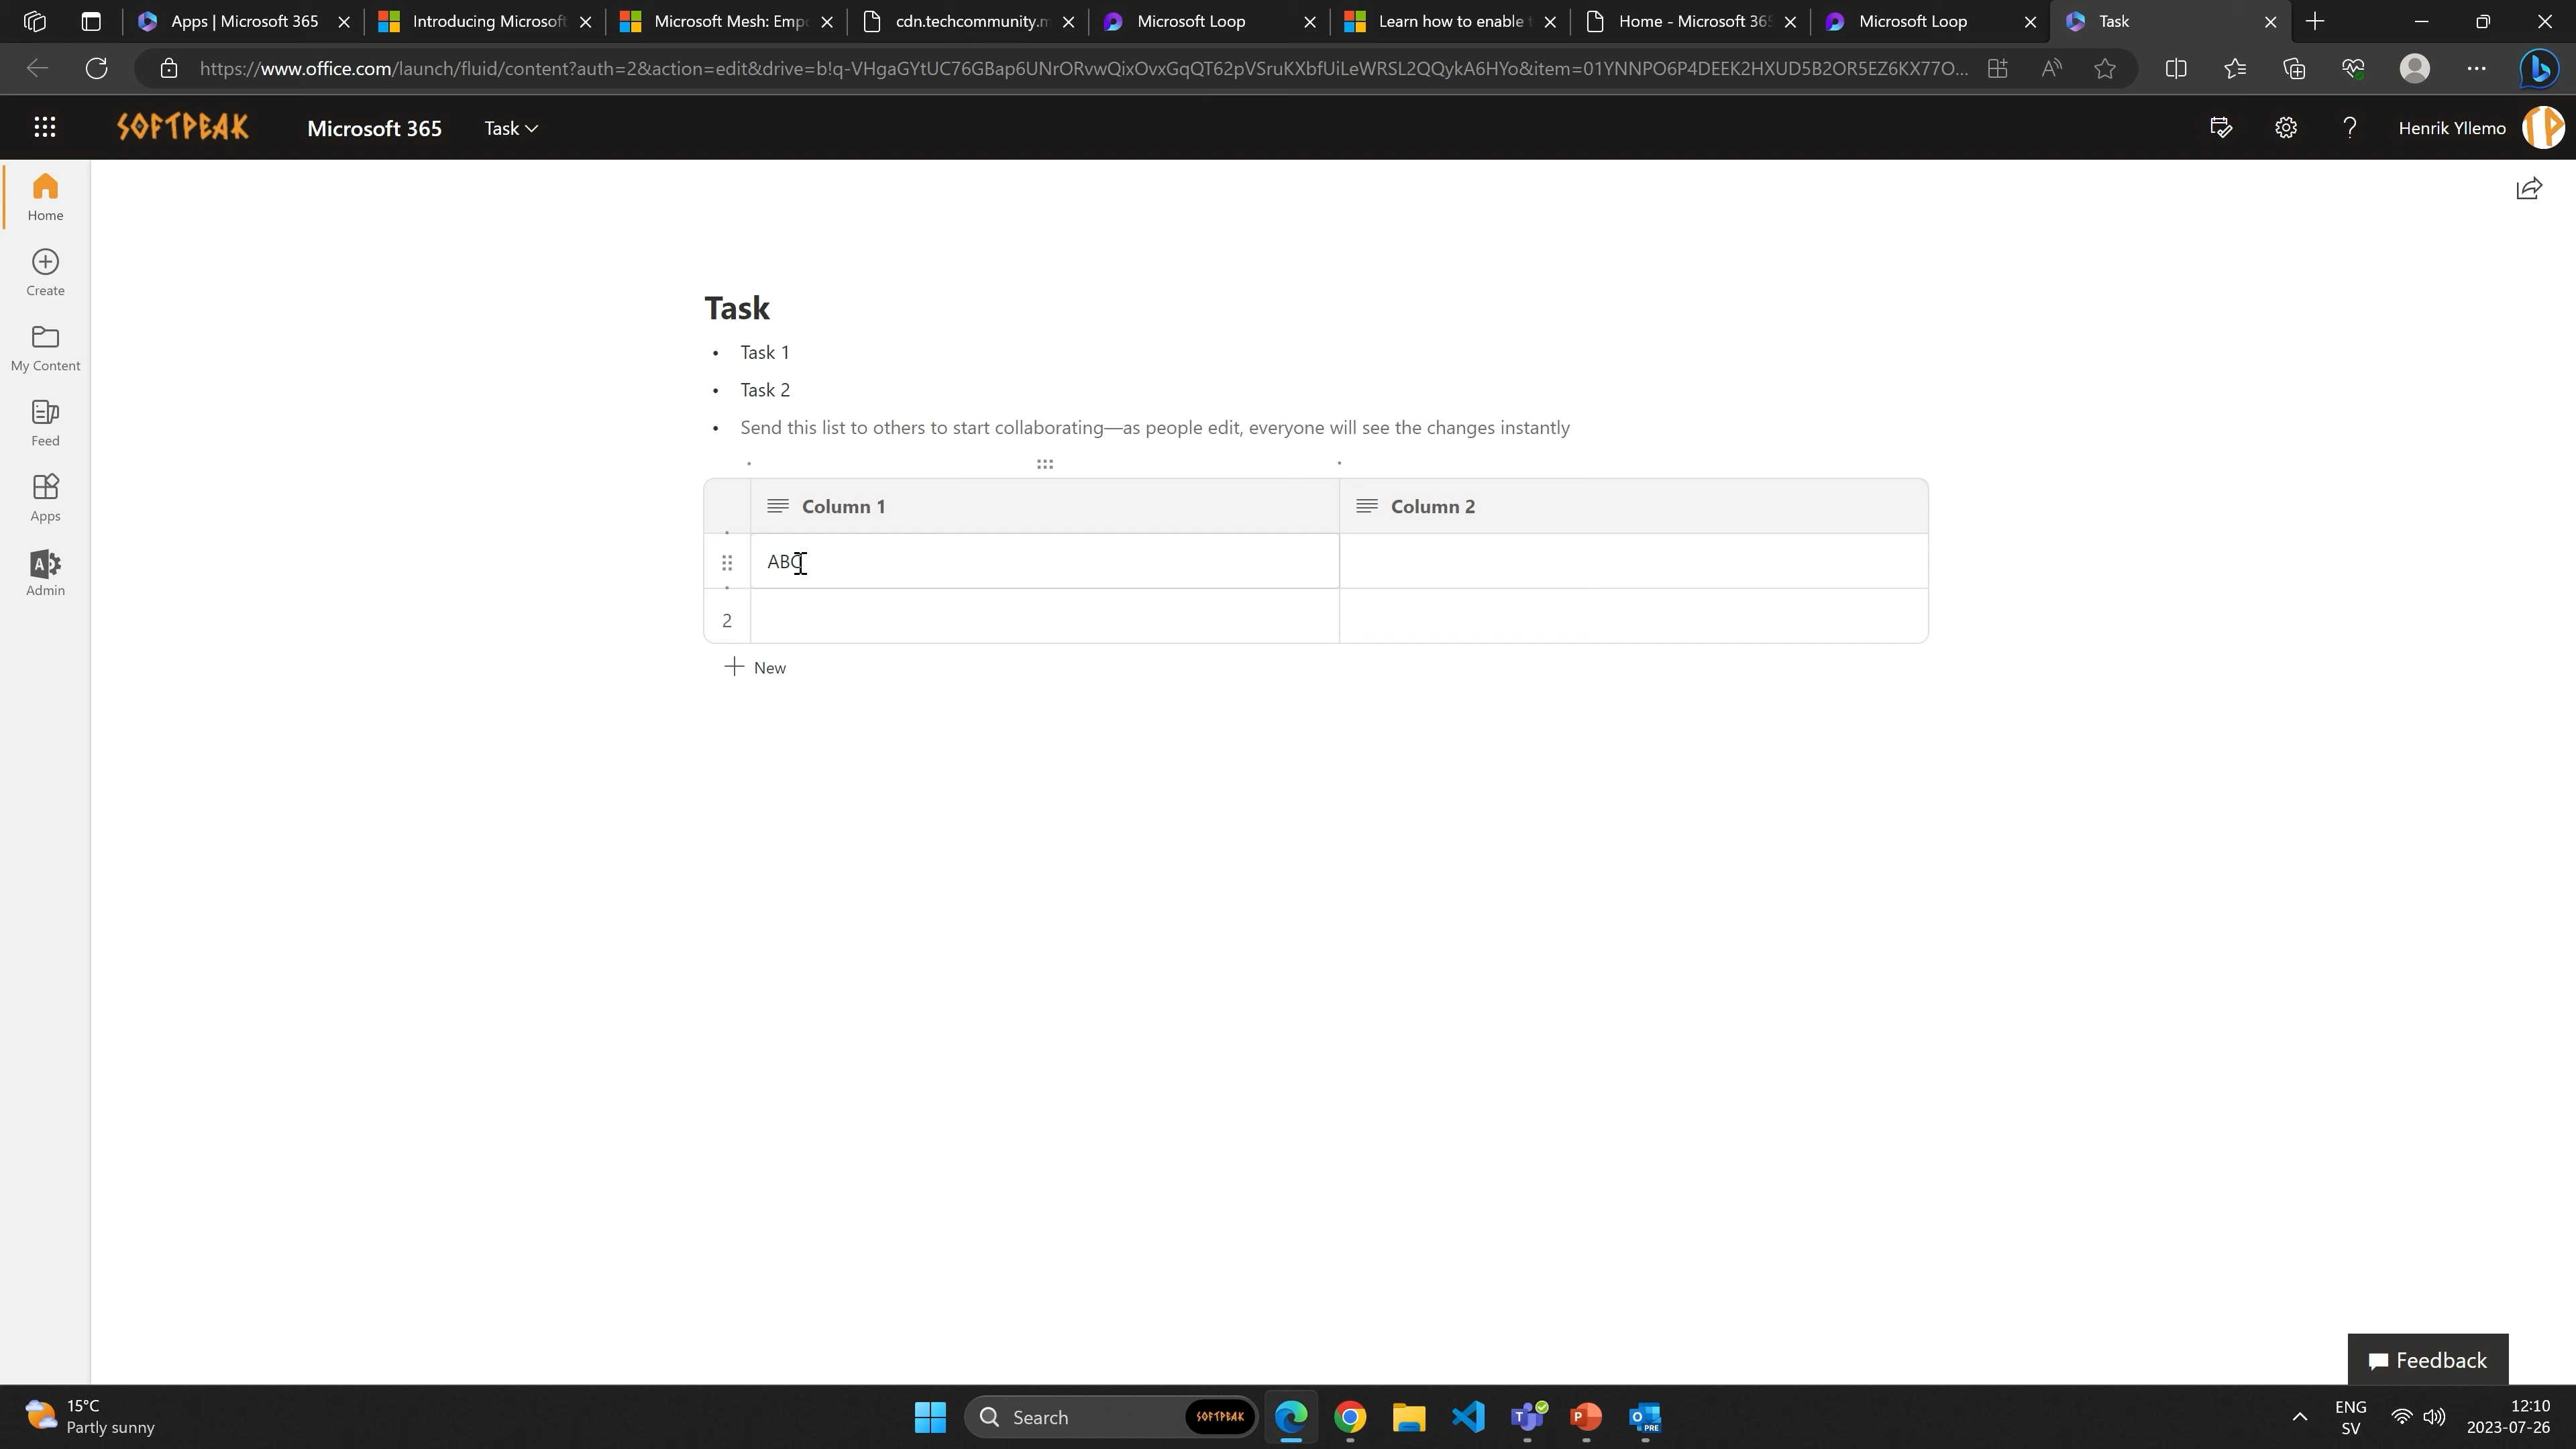 Apps | Microsoft 365
Introducing Microsoft
Microsoft Mesh: Emp
cdn.techcommunity.m
Microsoft Loop
Learn how to enable t
Home - Microsoft 365
Microsoft Loop
Task
https://www.office.com/launch/fluid/content?auth=2&action=edit&drive=b!q-VHgaGYtUC76GBap6UNrORvwQixOvxGqQT62pVSruKXbfUiLeWRSL2QQykA6HYo&item=01YNNPO6P4DEEK2HXUD5B2OR5EZ6KX77O...
SOFTPEAK
Microsoft 365
Task
Henrik Yllemo
Home
Create
My Content
Feed
Apps
Admin
Task
• Task 1
• Task 2
• Send this list to others to start collaborating—as people edit, everyone will see the changes instantly
Column 1
Column 2
ABC
2
New
Feedback
15°C
Partly sunny
Search
SOFTPEAK
PRE
ENG
SV
12:10
2023-07-26